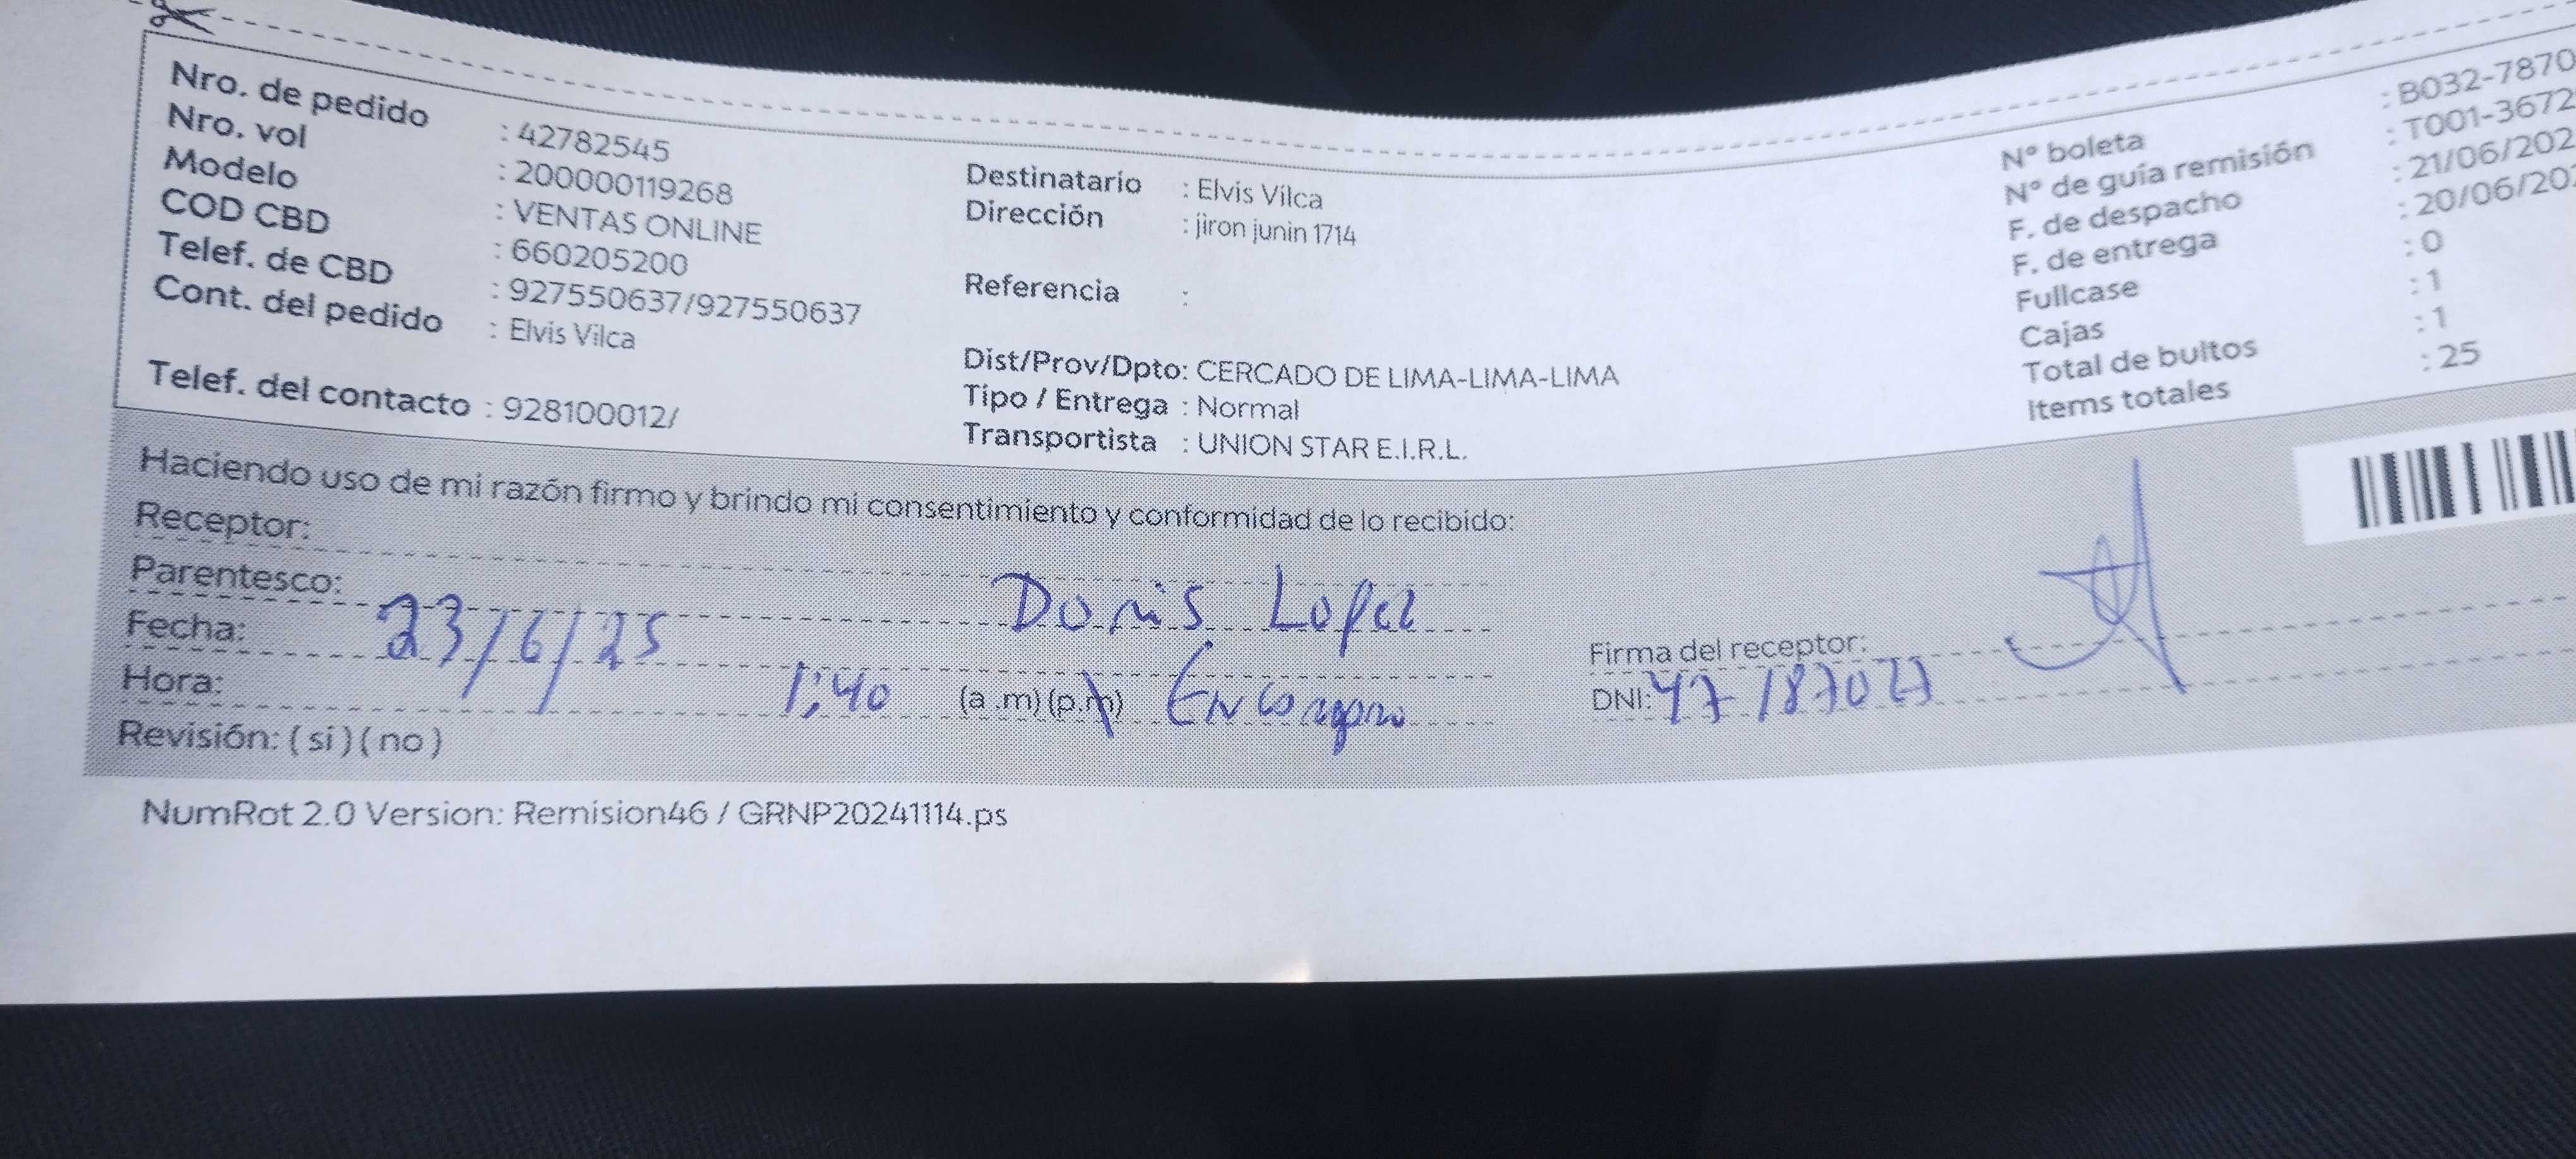 Nro. de pedido : 42782545
Nro. vol : 200000119268
Modelo : VENTAS ONLINE
COD CBD : 660205200
Telef. de CBD : 927550637/927550637
Cont. del pedido : Elvis Vilca
Telef. del contacto : 928100012/
Destinatario : Elvis Vilca
Dirección : jiron junin 1714
Referencia :
Dist/Prov/Dpto: CERCADO DE LIMA-LIMA-LIMA
Tipo / Entrega : Normal
Transportista : UNION STAR E.I.R.L.
N° boleta : B032-7870
N° de guía remisión : T001-3672
F. de despacho : 21/06/202
F. de entrega : 20/06/202
Fullcase : 0
Cajas : 1
Total de bultos : 1
Items totales : 25
Haciendo uso de mi razón firmo y brindo mi consentimiento y conformidad de lo recibido:
Receptor: Doris Lopez
Parentesco:
Fecha: 23/6/25
Hora: 1:40 (a .m) (p.m)
Revisión: ( si ) ( no )
Firma del receptor:
DNI:
NumRot 2.0 Version: Remision46 / GRNP20241114.ps